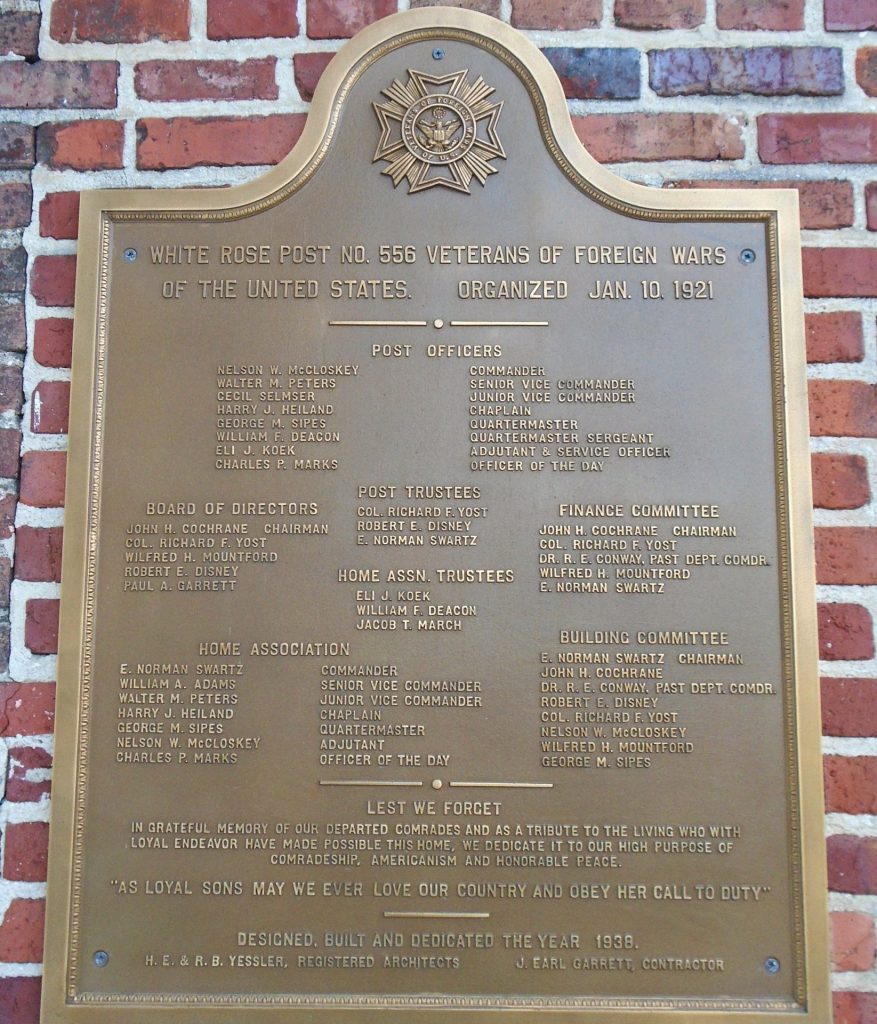 VETERANS OF FOREIGN WARS
OF U.S.
WHITE ROSE POST NO. 556 VETERANS OF FOREIGN WARS
OF THE UNITED STATES. ORGANIZED JAN. 10, 1921
POST OFFICERS
NELSON W. McCLOSKEY COMMANDER
WALTER M. PETERS SENIOR VICE COMMANDER
CECIL SELMSER JUNIOR VICE COMMANDER
HARRY J. HEILAND CHAPLAIN
GEORGE M. SIPES QUARTERMASTER
WILLIAM F. DEACON QUARTERMASTER SERGEANT
ELI J. KOEK ADJUTANT & SERVICE OFFICER
CHARLES P. MARKS OFFICER OF THE DAY
BOARD OF DIRECTORS
JOHN H. COCHRANE CHAIRMAN
COL. RICHARD F. YOST
WILFRED H. MOUNTFORD
ROBERT E. DISNEY
PAUL A. GARRETT
POST TRUSTEES
COL. RICHARD F. YOST
ROBERT E. DISNEY
E. NORMAN SWARTZ
HOME ASSN. TRUSTEES
ELI J. KOEK
WILLIAM F. DEACON
JACOB T. MARCH
FINANCE COMMITTEE
JOHN H. COCHRANE CHAIRMAN
COL. RICHARD F. YOST
DR. R. E. CONWAY, PAST DEPT. COMDR.
WILFRED H. MOUNTFORD
E. NORMAN SWARTZ
HOME ASSOCIATION
E. NORMAN SWARTZ COMMANDER
WILLIAM A. ADAMS SENIOR VICE COMMANDER
WALTER M. PETERS JUNIOR VICE COMMANDER
HARRY J. HEILAND CHAPLAIN
GEORGE M. SIPES QUARTERMASTER
NELSON W. McCLOSKEY ADJUTANT
CHARLES P. MARKS OFFICER OF THE DAY
BUILDING COMMITTEE
E. NORMAN SWARTZ CHAIRMAN
JOHN H. COCHRANE
DR. R. E. CONWAY, PAST DEPT. COMDR.
ROBERT E. DISNEY
COL. RICHARD F. YOST
NELSON W. McCLOSKEY
WILFRED H. MOUNTFORD
GEORGE M. SIPES
LEST WE FORGET
IN GRATEFUL MEMORY OF OUR DEPARTED COMRADES AND AS A TRIBUTE TO THE LIVING WHO WITH
LOYAL ENDEAVOR HAVE MADE POSSIBLE THIS HOME, WE DEDICATE IT TO OUR HIGH PURPOSE OF
COMRADESHIP, AMERICANISM AND HONORABLE PEACE.
"AS LOYAL SONS MAY WE EVER LOVE OUR COUNTRY AND OBEY HER CALL TO DUTY"
DESIGNED, BUILT AND DEDICATED THE YEAR 1938.
H. E. & R. B. YESSLER, REGISTERED ARCHITECTS J. EARL GARRETT, CONTRACTOR